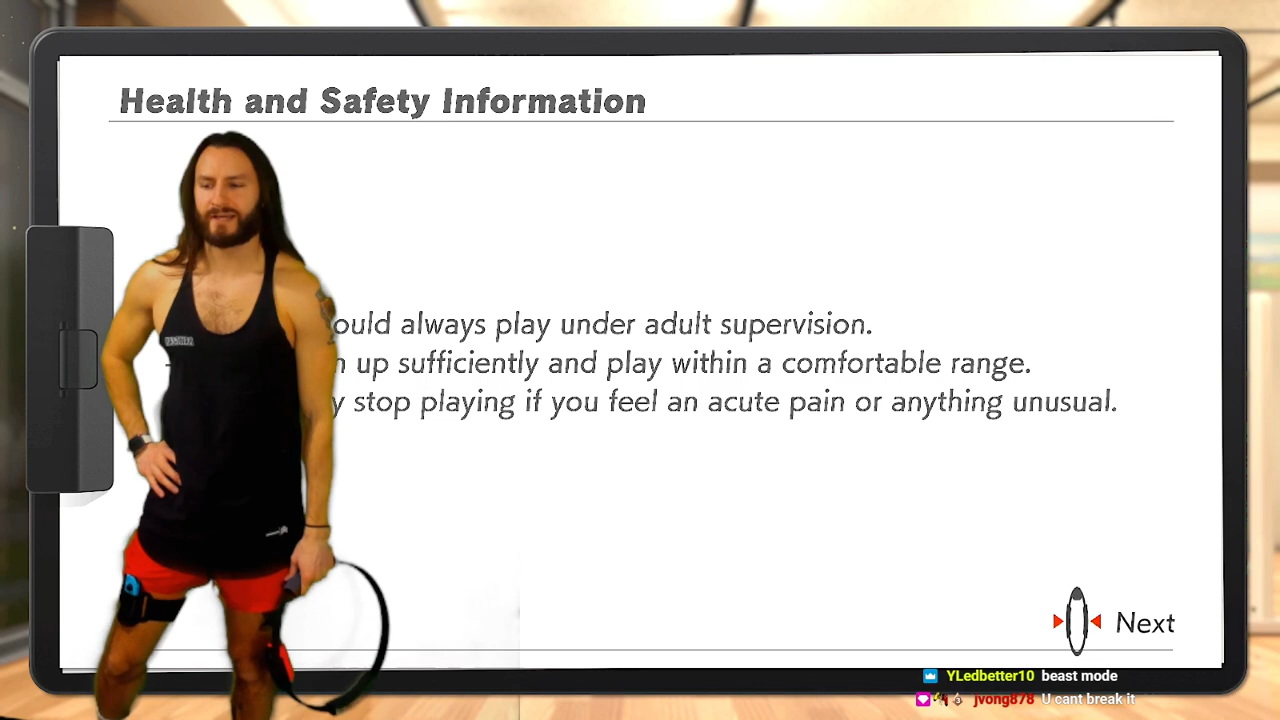 Health and Safety Information
ould always play under adult supervision.
up sufficiently and play within a comfortable range.
y stop playing if you feel an acute pain or anything unusual.
Next
YLedbetter10 beast mode
jvong878 U cant break it